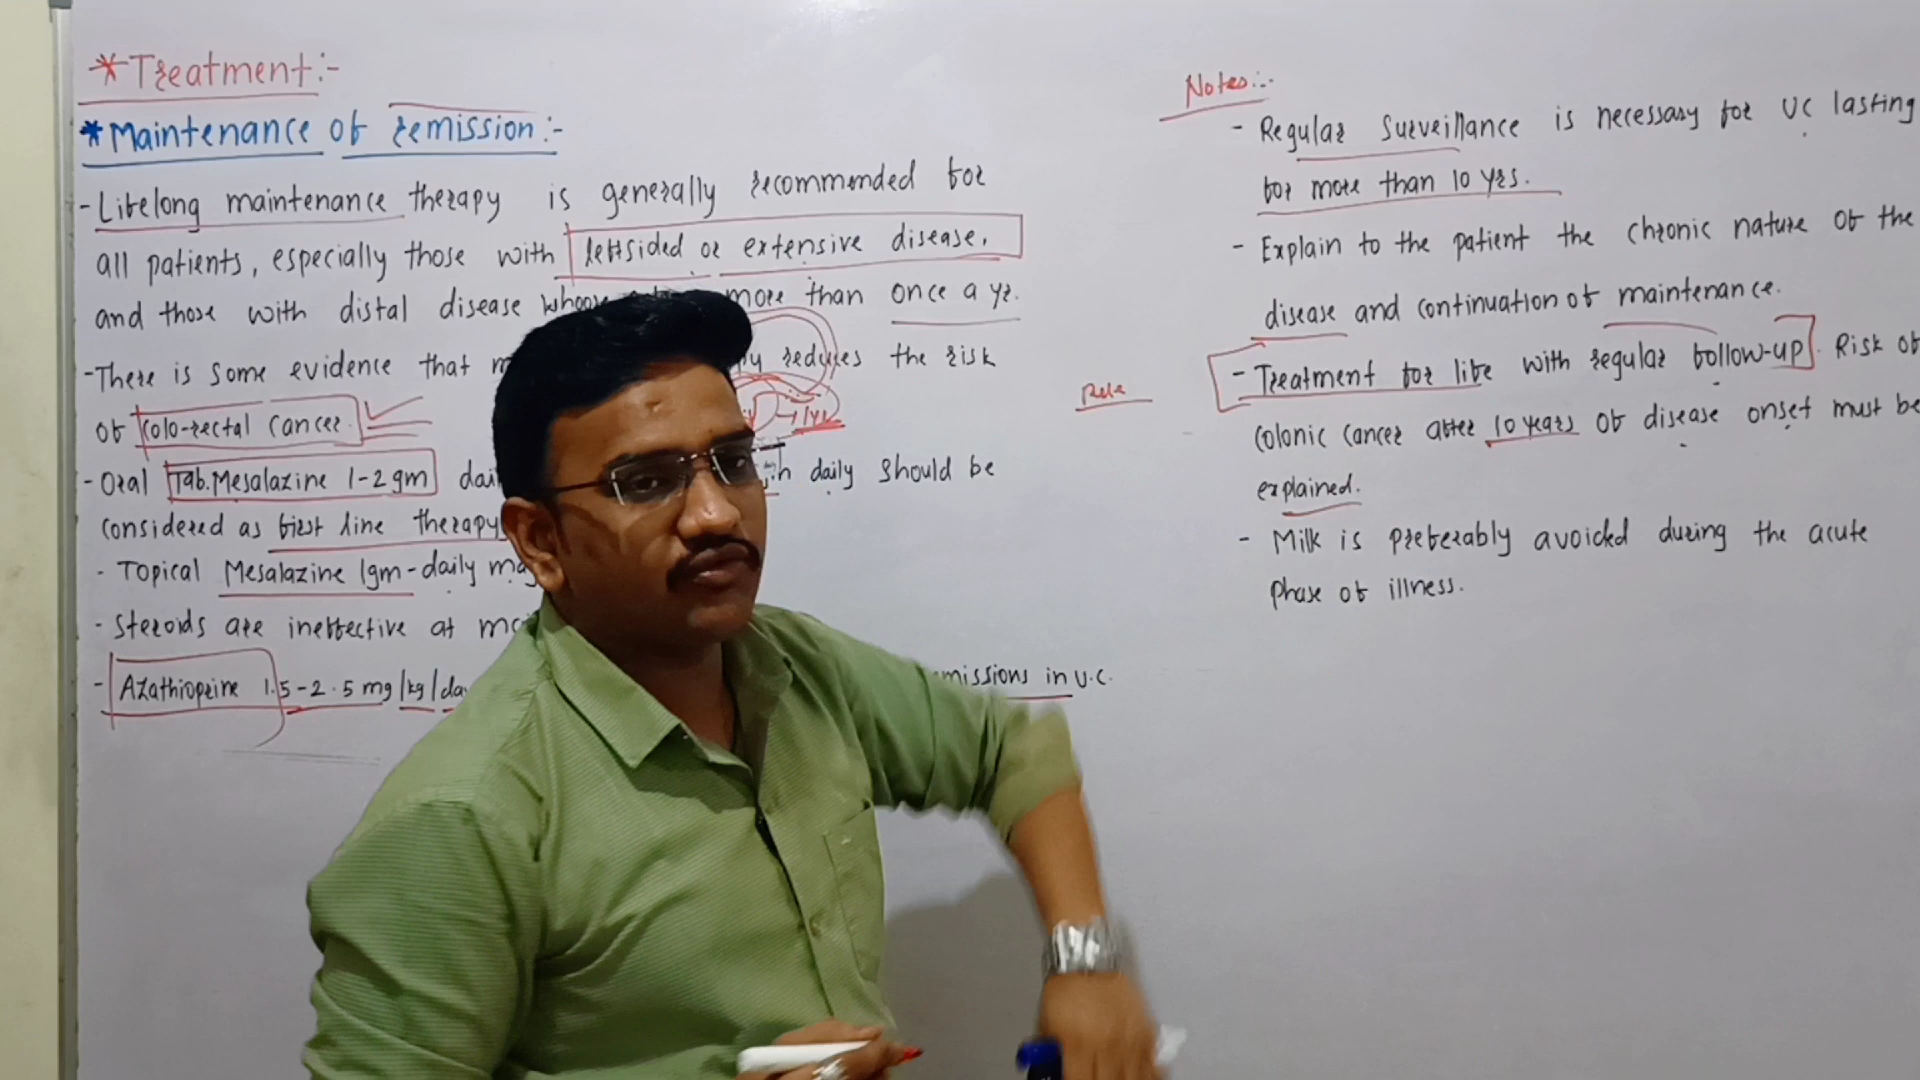 *Treatment:-
*Maintenance of remission:-
- Lifelong maintenance therapy is generally recommended for
all patients, especially those with leftsided or extensive disease,
and those with distal disease more than once a yr.
- There is some evidence that reduces the risk
of Colo-rectal Cancer.
→ 1yr
- Oral Tab.Mesalazine 1-2gm daily should be
considered as first line therapy
- Topical Mesalazine 1gm-daily
- Steroids are ineffective at
- Azathioprine 1.5-2.5 mg/kg/day in U.C.
Notes:-
- Regular Surveillance is necessary for UC lasting
for more than 10 yrs.
- Explain to the patient the chronic nature of the
disease and continuation of maintenance.
- Treatment for life with regular follow-up. Risk of
Colonic Cancer after 10 years of disease onset must be
explained.
- Milk is preferably avoided during the acute
phase of illness.